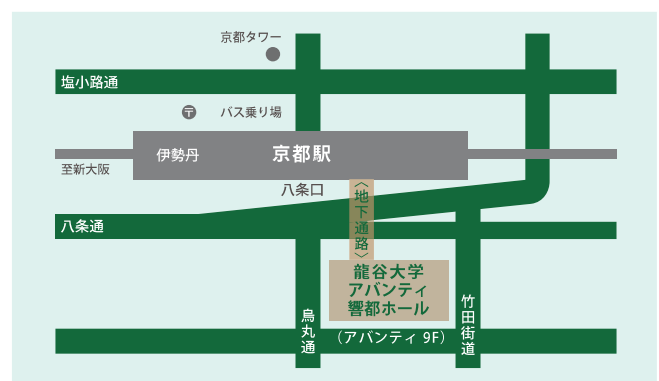 京都タワー
塩小路通
〒
バス乗り場
伊勢丹
京都駅
至新大阪
八条口
〈地下通路〉
八条通
龍谷大学
アバンティ
響都ホール
(アバンティ 9F)
烏丸通
竹田街道